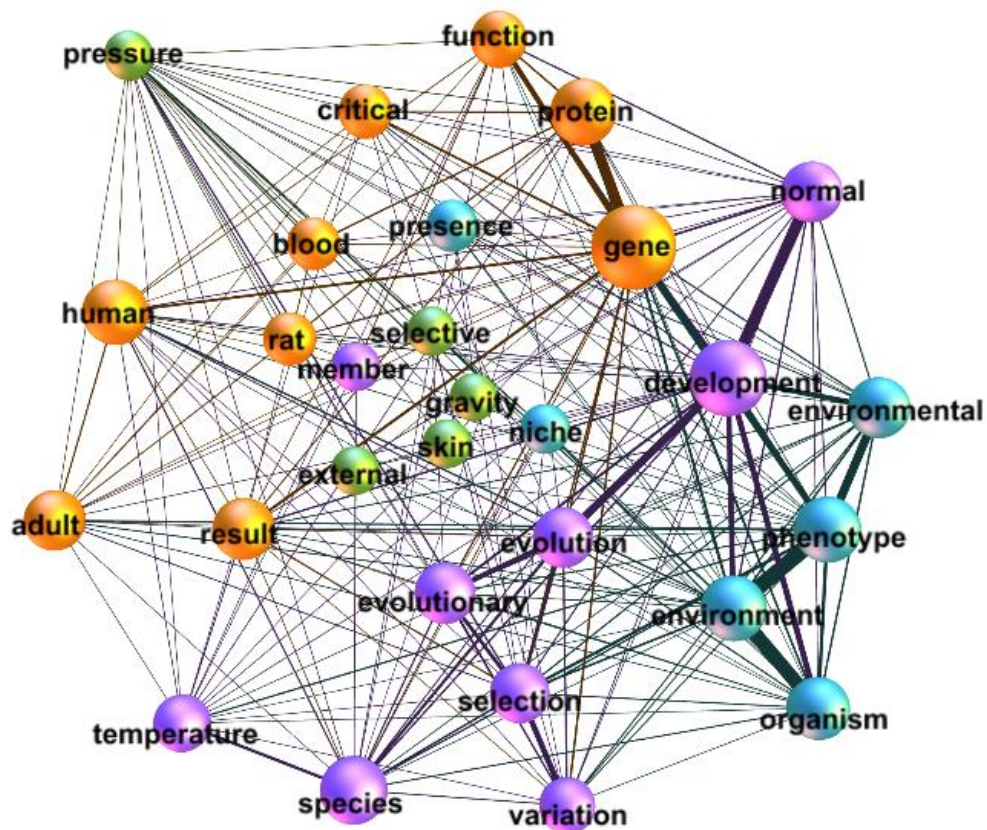 function
pressure
critical
protein
normal
presence
blood
gene
human
selective
rat
member
development
gravity
environmental
niche
skin
external
adult
result
evolution
phenotype
evolutionary
environment
selection
organism
temperature
species
variation